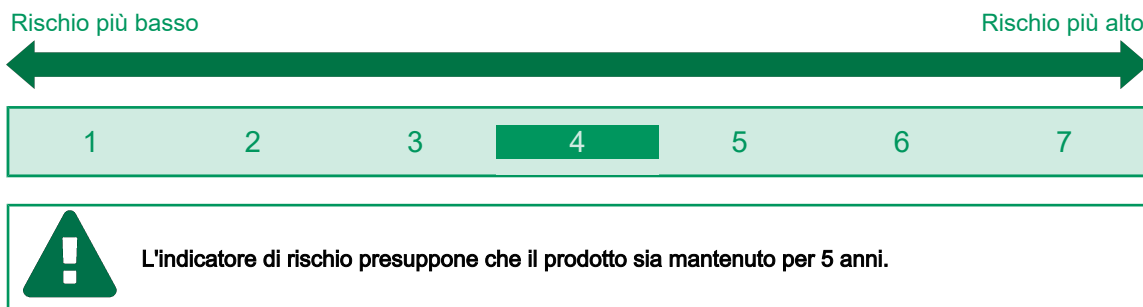 Rischio più basso Rischio più alto
1 2 3 4 5 6 7
L'indicatore di rischio presuppone che il prodotto sia mantenuto per 5 anni.